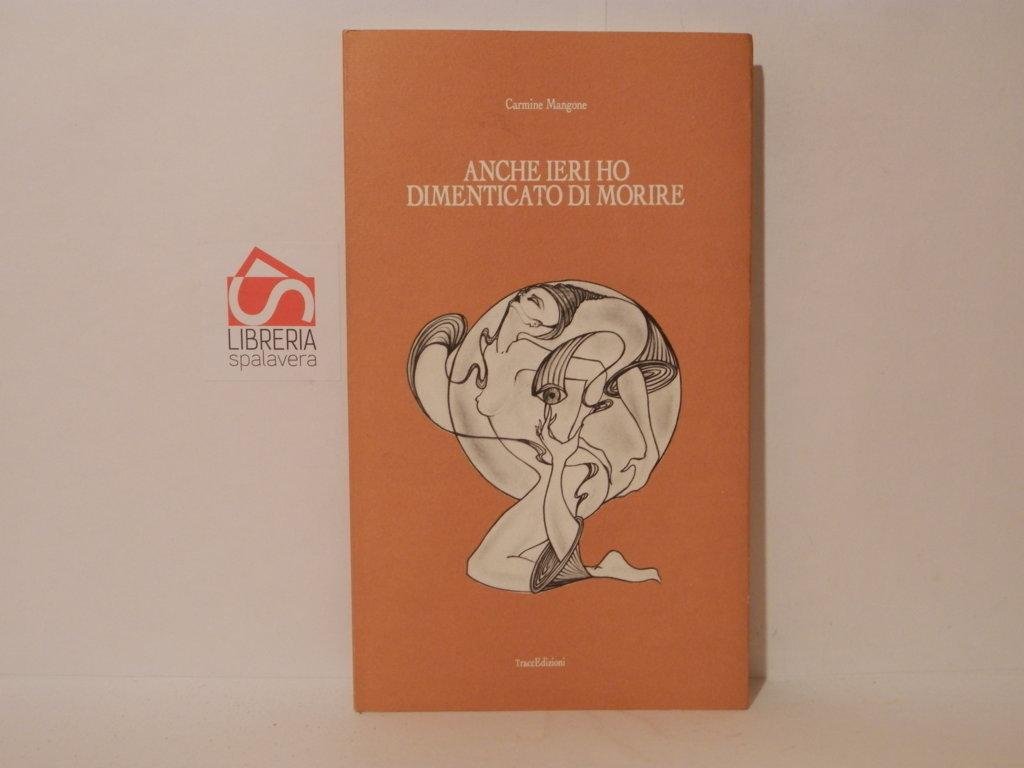 Carmine Mangone
ANCHE IERI HO
DIMENTICATO DI MORIRE
LIBRERIA
spalavera
TraccEdizioni